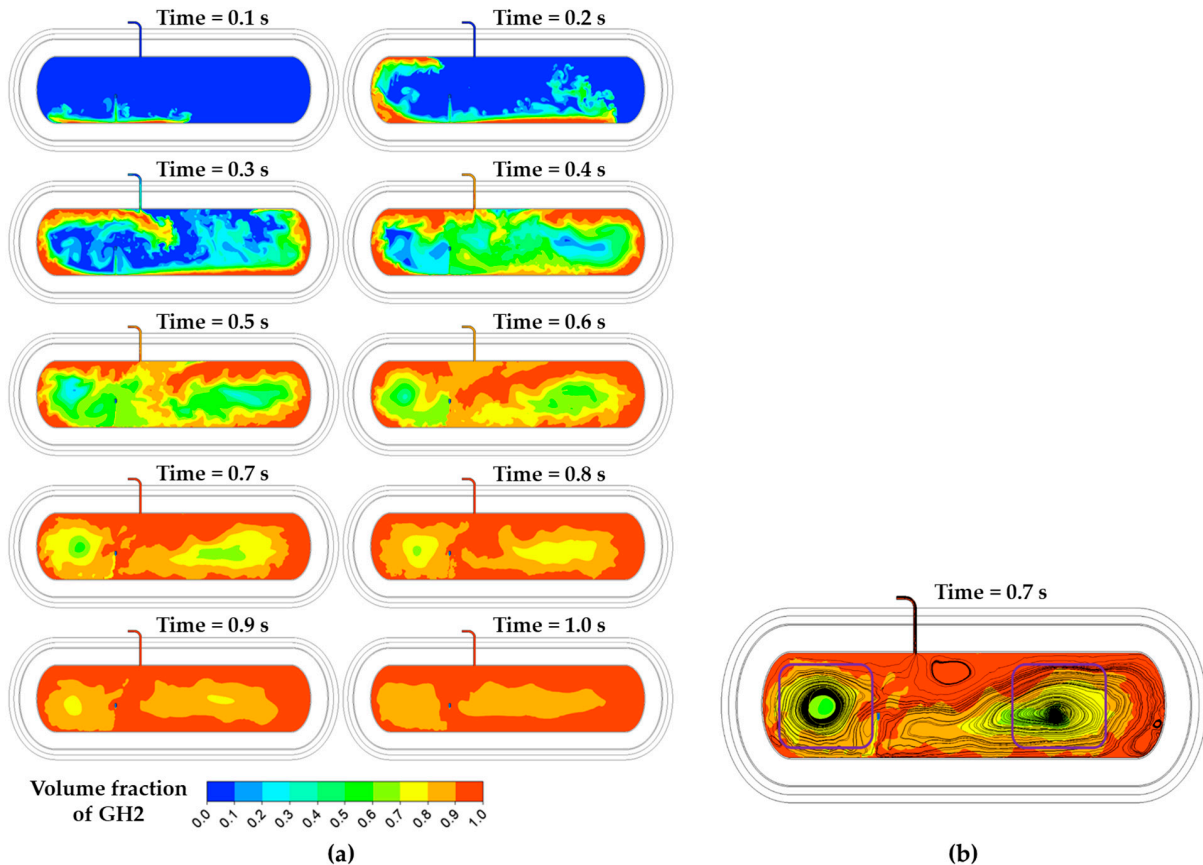 Time = 0.1 s
Time = 0.2 s
Time = 0.3 s
Time = 0.4 s
Time = 0.5 s
Time = 0.6 s
Time = 0.7 s
Time = 0.8 s
Time = 0.9 s
Time = 1.0 s
Volume fraction
of GH2
0.0 0.1 0.2 0.3 0.4 0.5 0.6 0.7 0.8 0.9 1.0
(a)
Time = 0.7 s
(b)